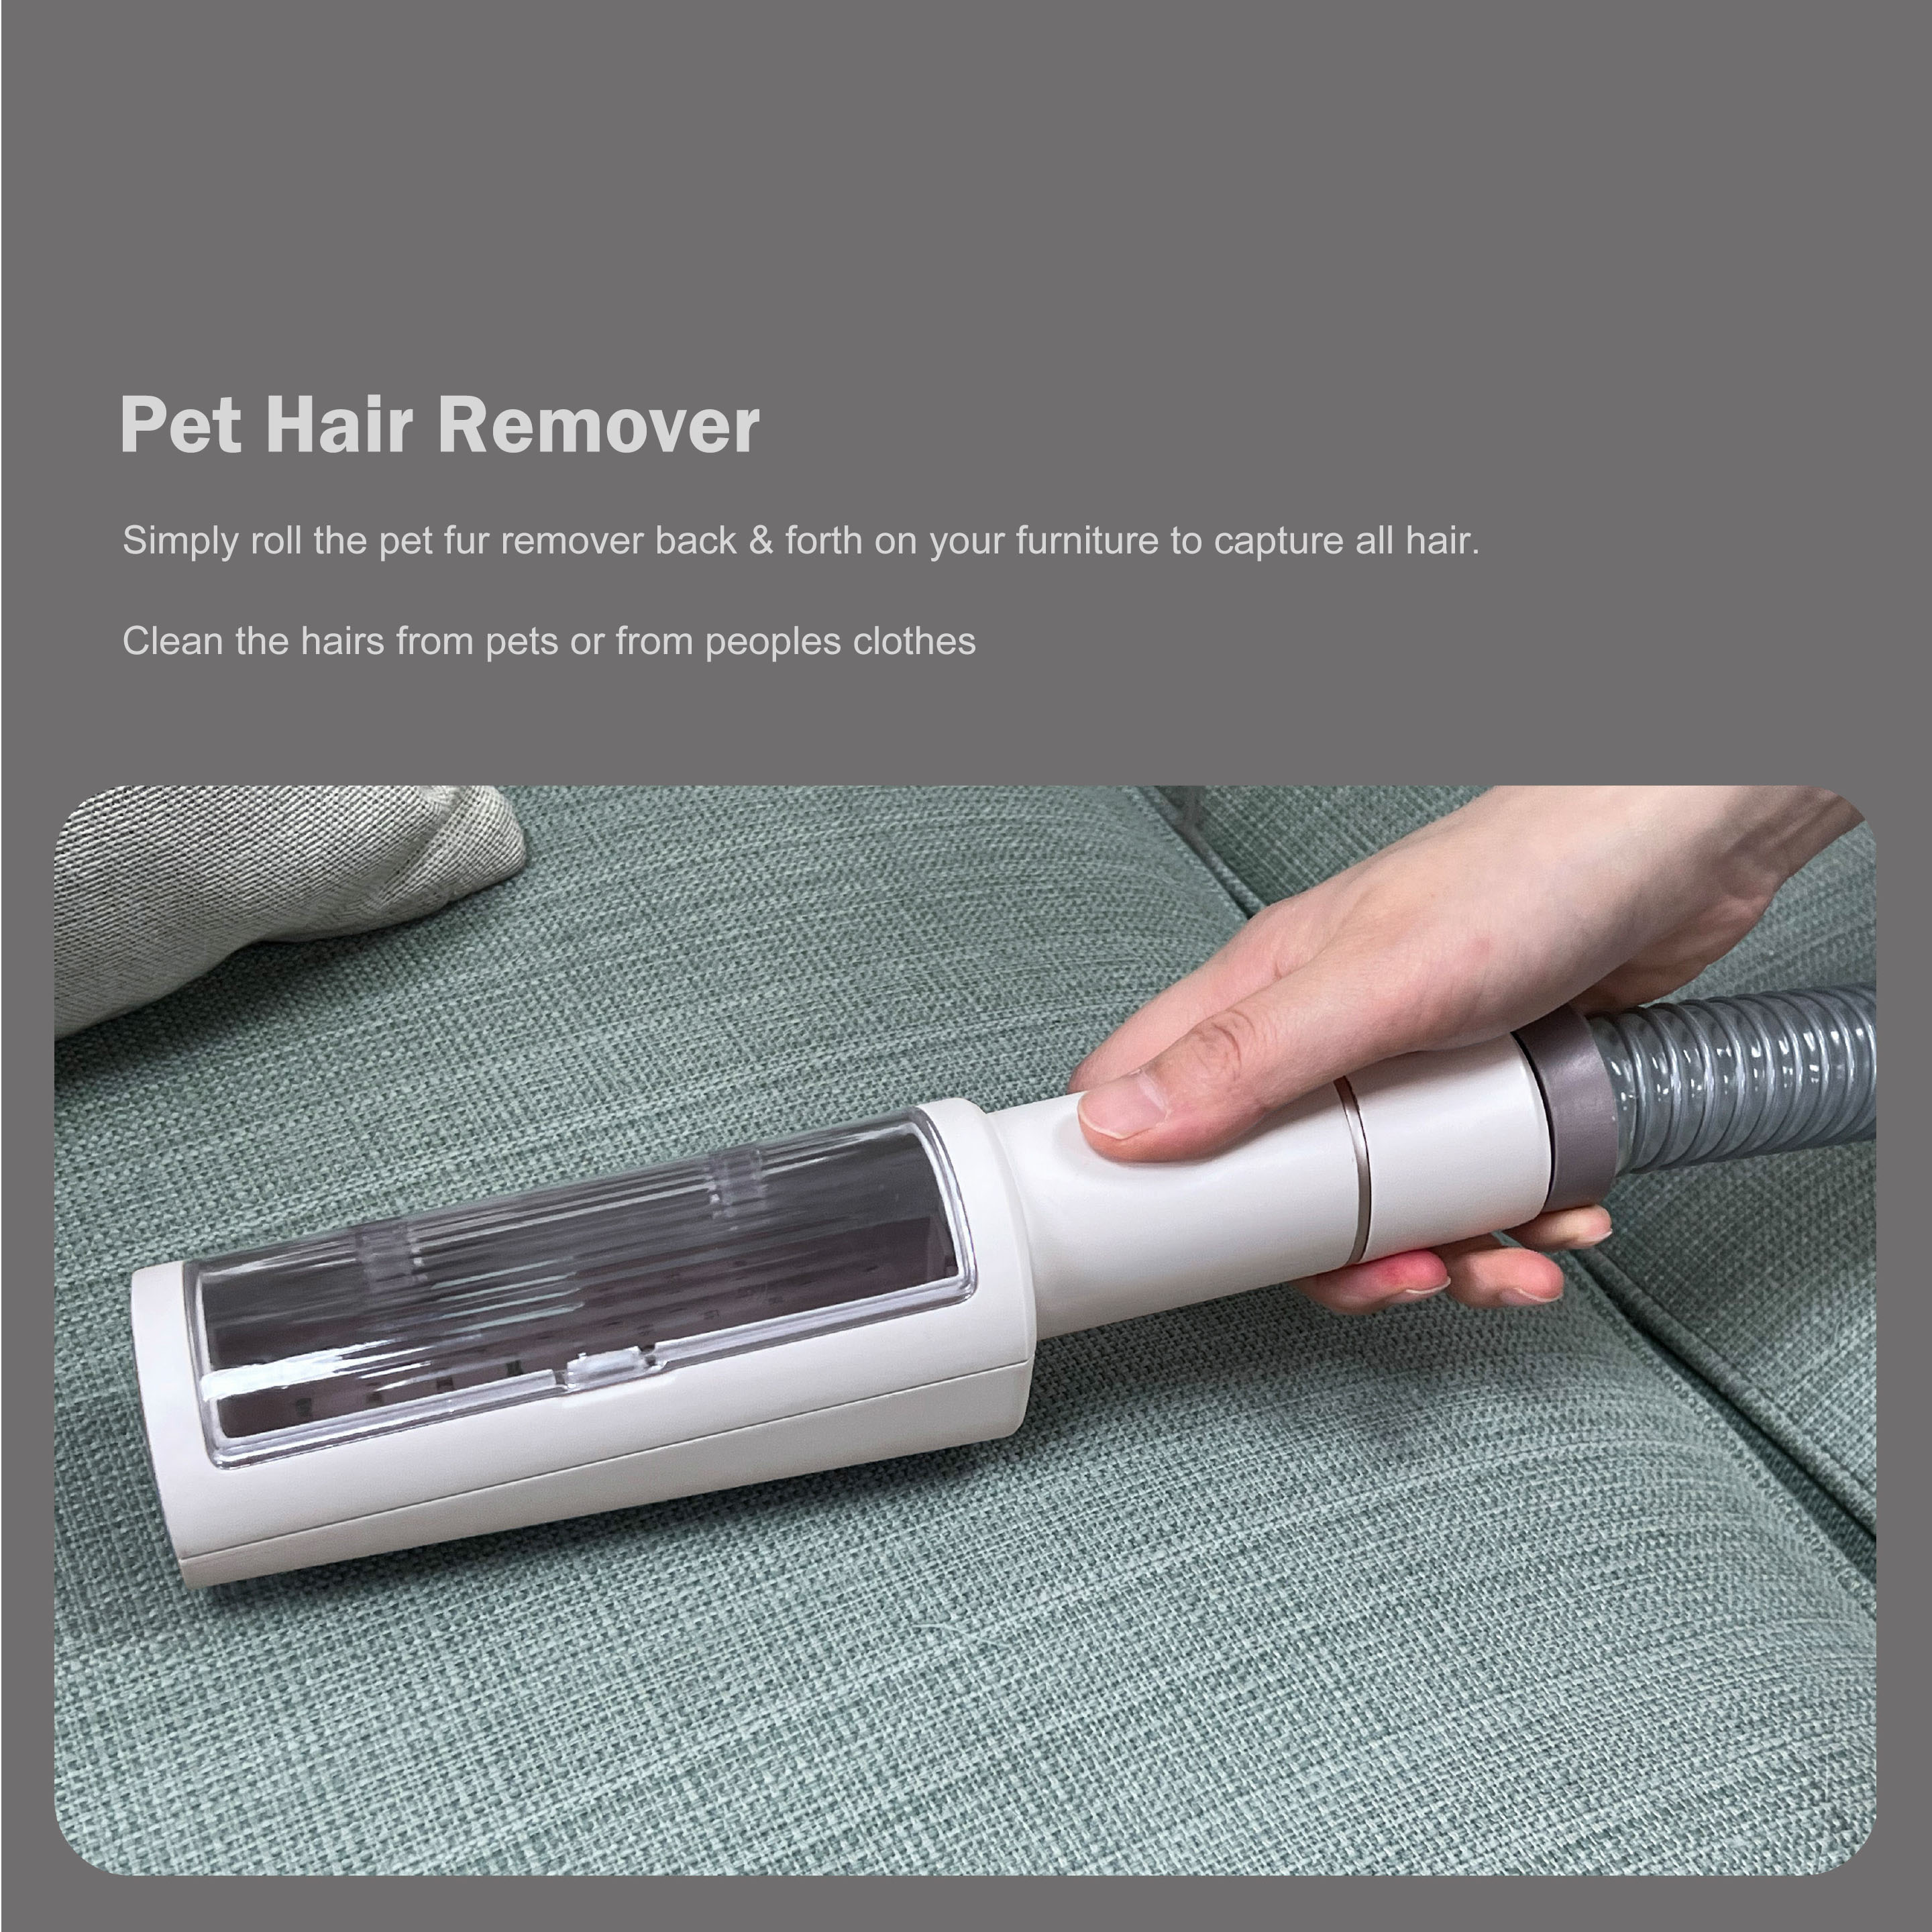 Pet Hair Remover
Simply roll the pet fur remover back & forth on your furniture to capture all hair.
Clean the hairs from pets or from peoples clothes